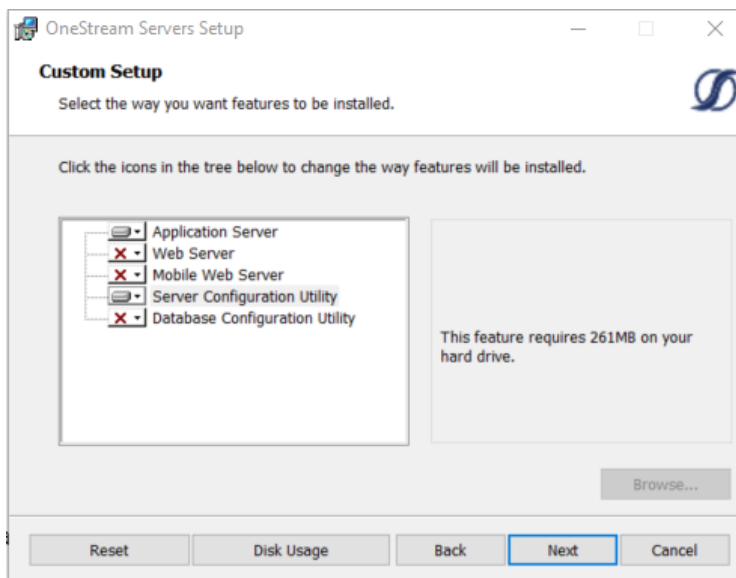 OneStream Servers Setup
Custom Setup
Select the way you want features to be installed.
Click the icons in the tree below to change the way features will be installed.
Application Server
Web Server
Mobile Web Server
Server Configuration Utility
Database Configuration Utility
This feature requires 261MB on your
hard drive.
Browse...
Reset
Disk Usage
Back
Next
Cancel